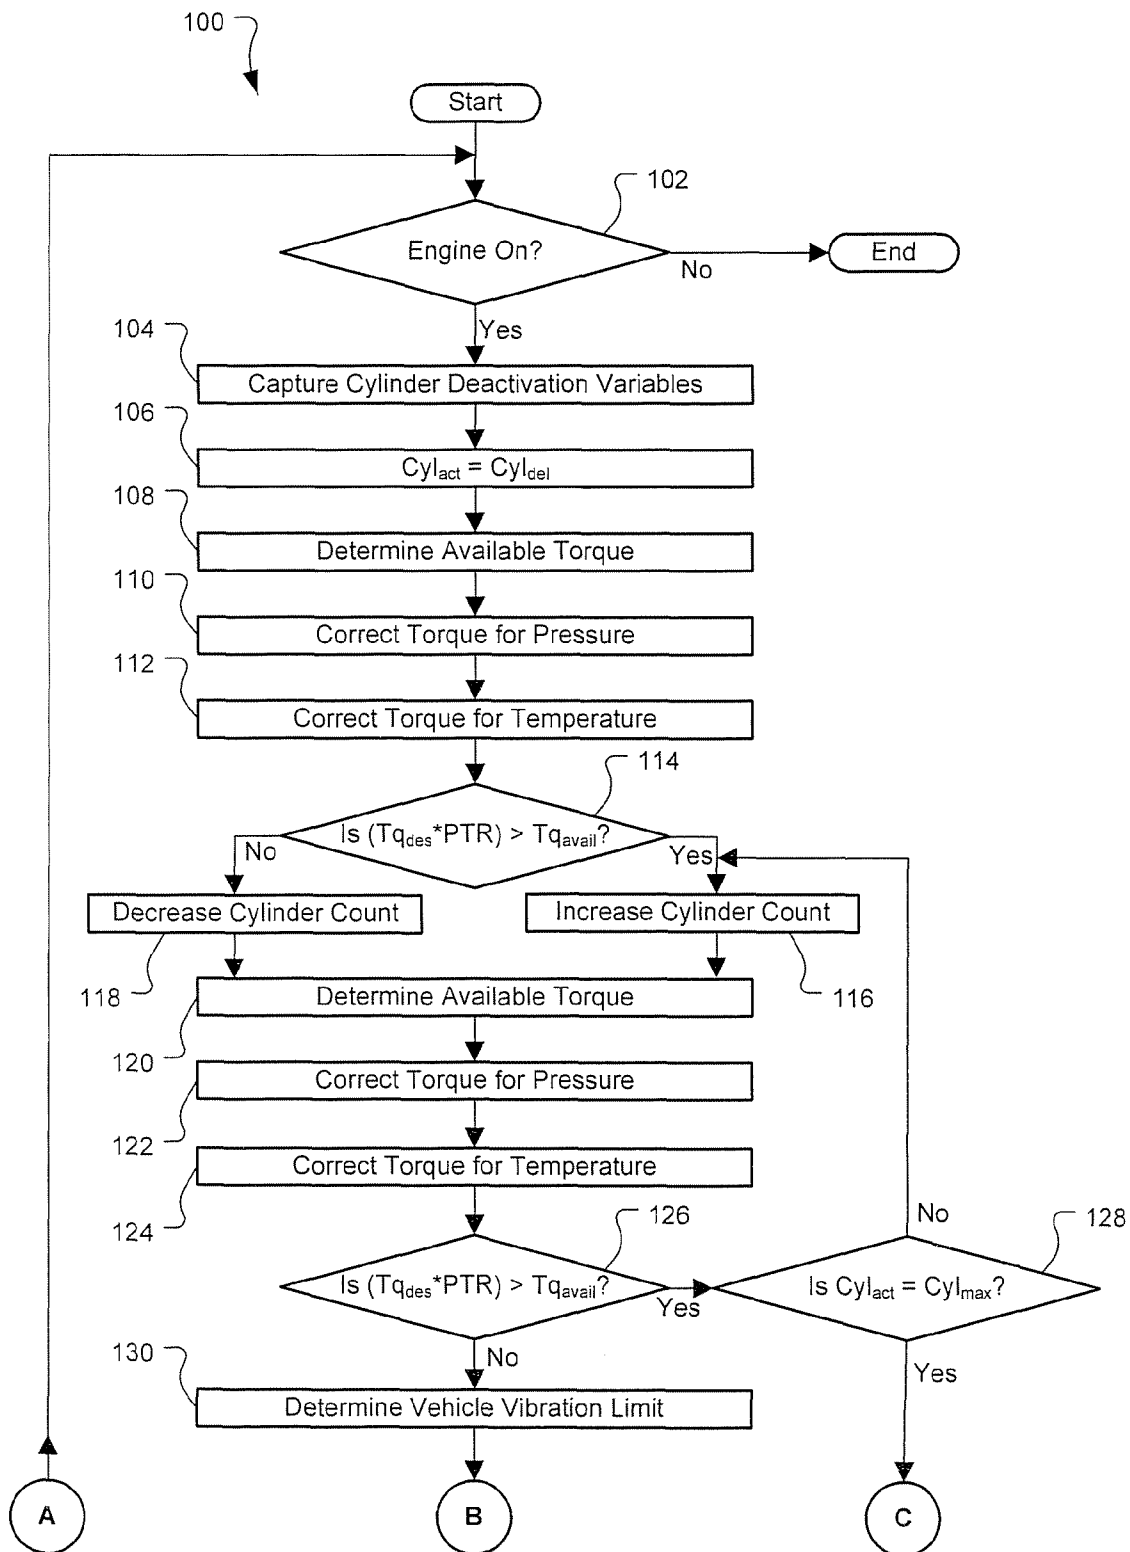 100
Start
102
Engine On?
End
No
Yes
104
Capture Cylinder Deactivation Variables
106
Cylact = Cyldel
108
Determine Available Torque
110
Correct Torque for Pressure
112
Correct Torque for Temperature
114
Is (Tqdes*PTR) > Tqavail?
No
Yes
Decrease Cylinder Count
Increase Cylinder Count
118
116
Determine Available Torque
120
Correct Torque for Pressure
122
Correct Torque for Temperature
124
126
No
128
Is (Tqdes*PTR) > Tqavail?
Yes
Is Cylact = Cylmax?
130
No
Yes
Determine Vehicle Vibration Limit
A
B
C